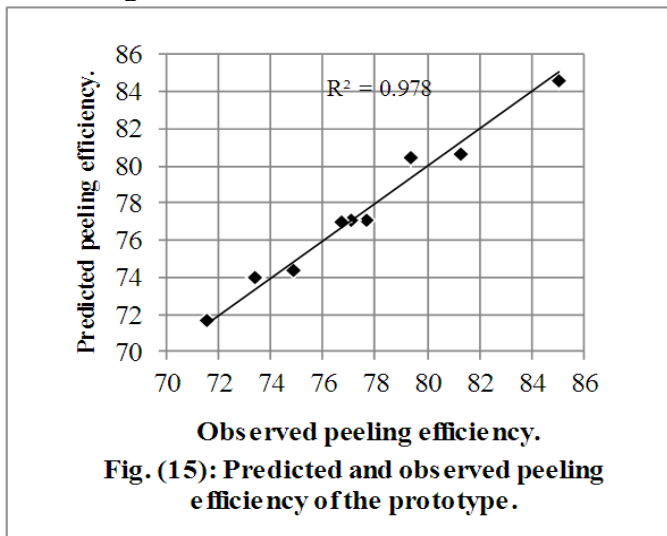 86
84
82
80
78
76
74
72
70
R² = 0.978
Predicted peeling efficiency.
70 72 74 76 78 80 82 84 86
Observed peeling efficiency.
Fig. (15): Predicted and observed peeling
efficiency of the prototype.